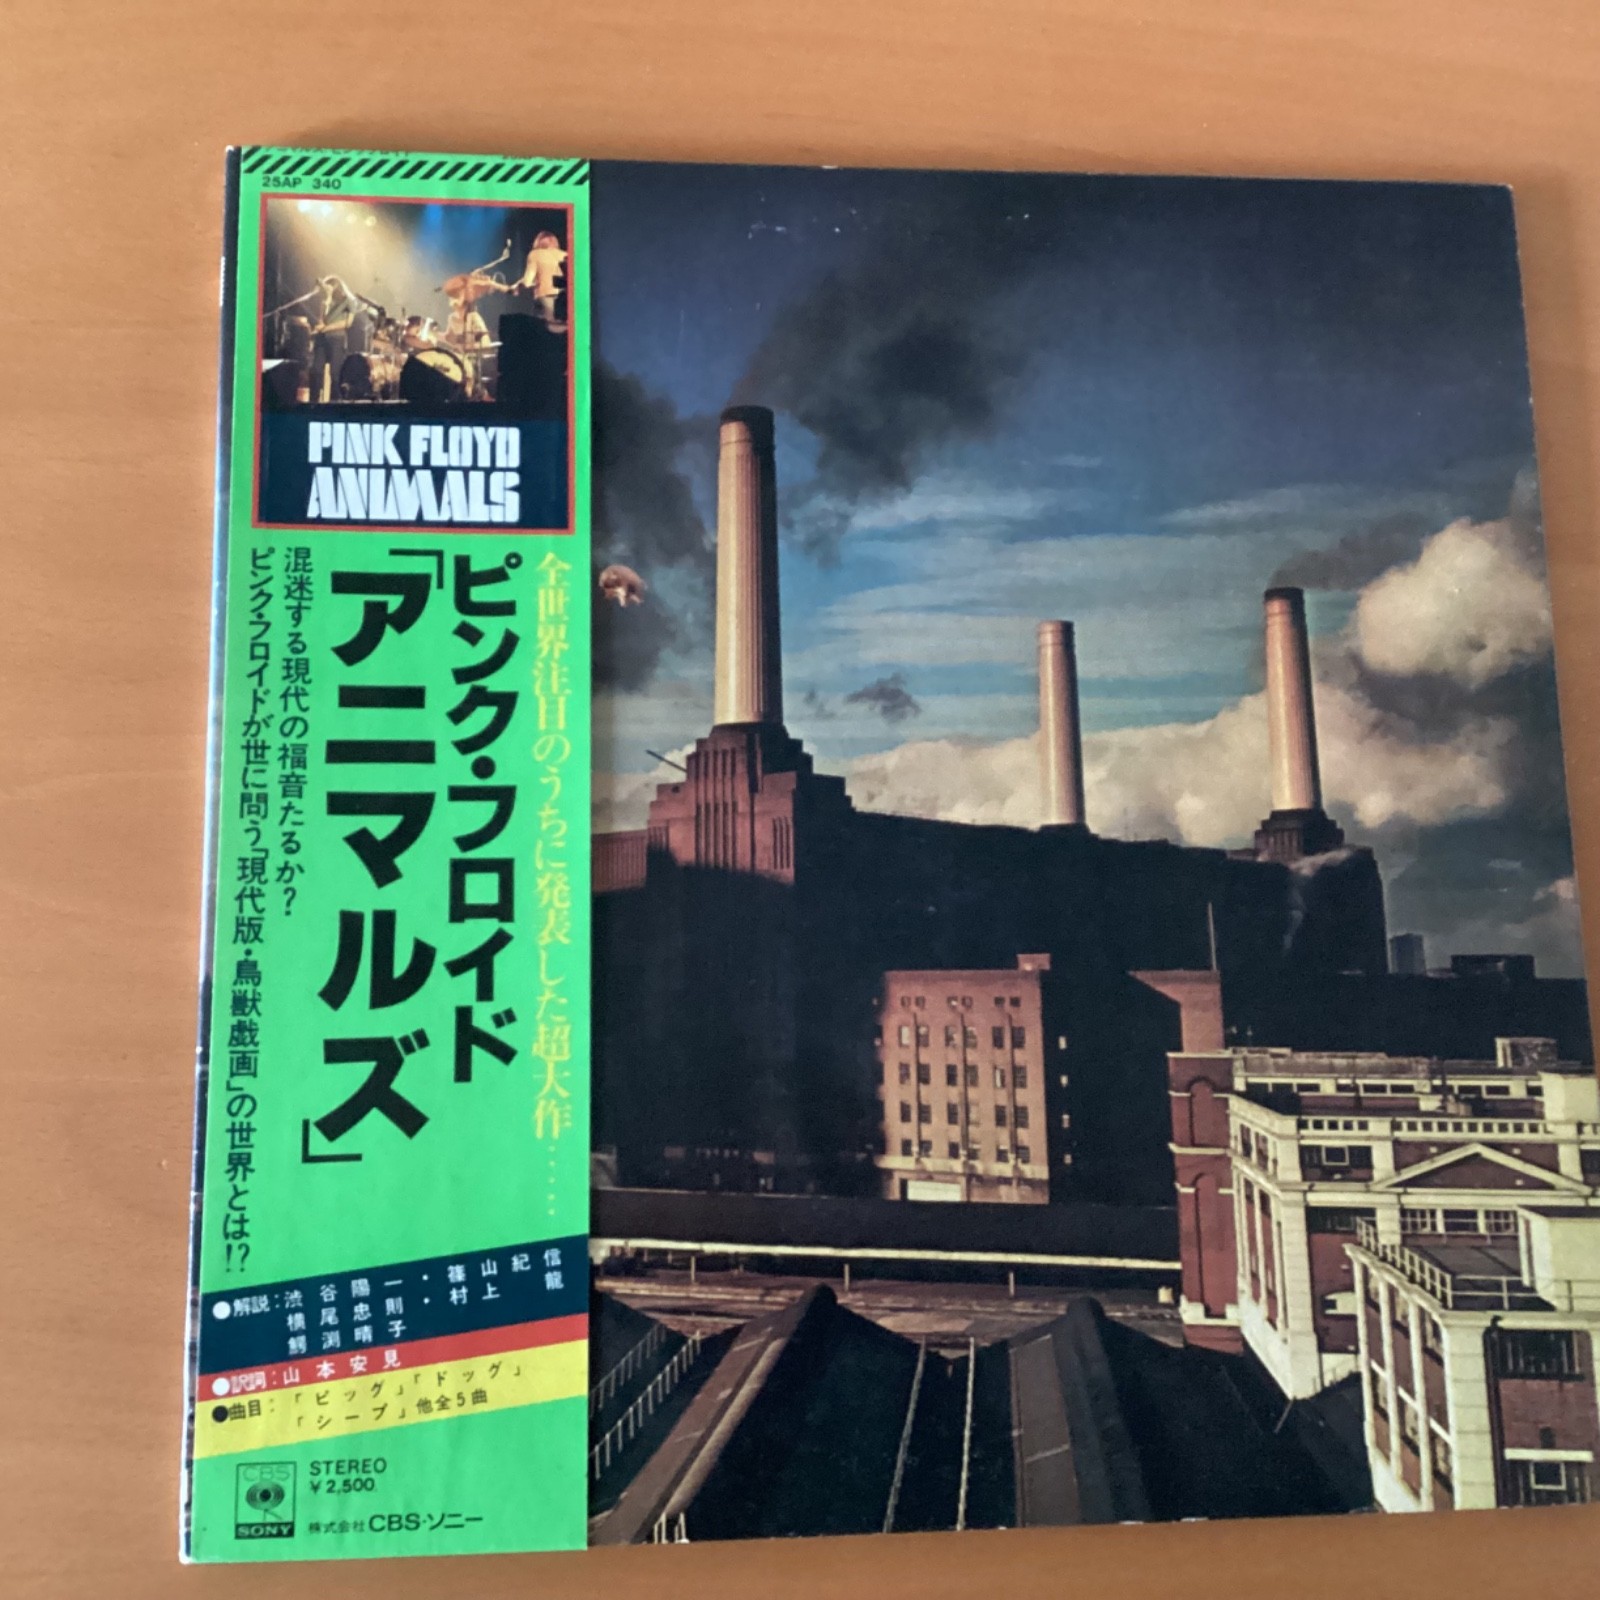 25AP 340
PINK FLOYD
ANIMALS
全世界注目のうちに発表した超大作……
ピンク・フロイド
「アニマルズ」
混迷する現代の福音たるか?
ピンク・フロイドが世に問う「現代版・鳥獣戯画」の世界とは!?
●解説:渋谷陽一・篠山紀信
横尾忠則・村上龍
鰐渕晴子
●訳詞:山本安見
●曲目:「ピッグ」「ドッグ」
「シープ」他全5曲
CBS
SONY
STEREO
¥2,500
株式会社CBS・ソニー